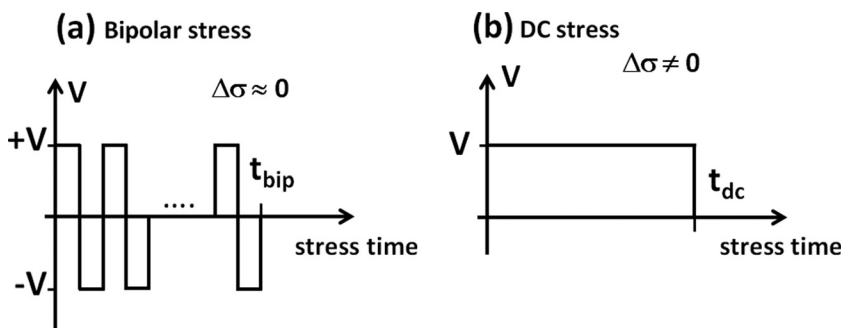 (a) Bipolar stress
V
Δσ ≈ 0
+V
t_bip
....
stress time
-V
(b) DC stress
V
Δσ ≠ 0
V
t_dc
stress time